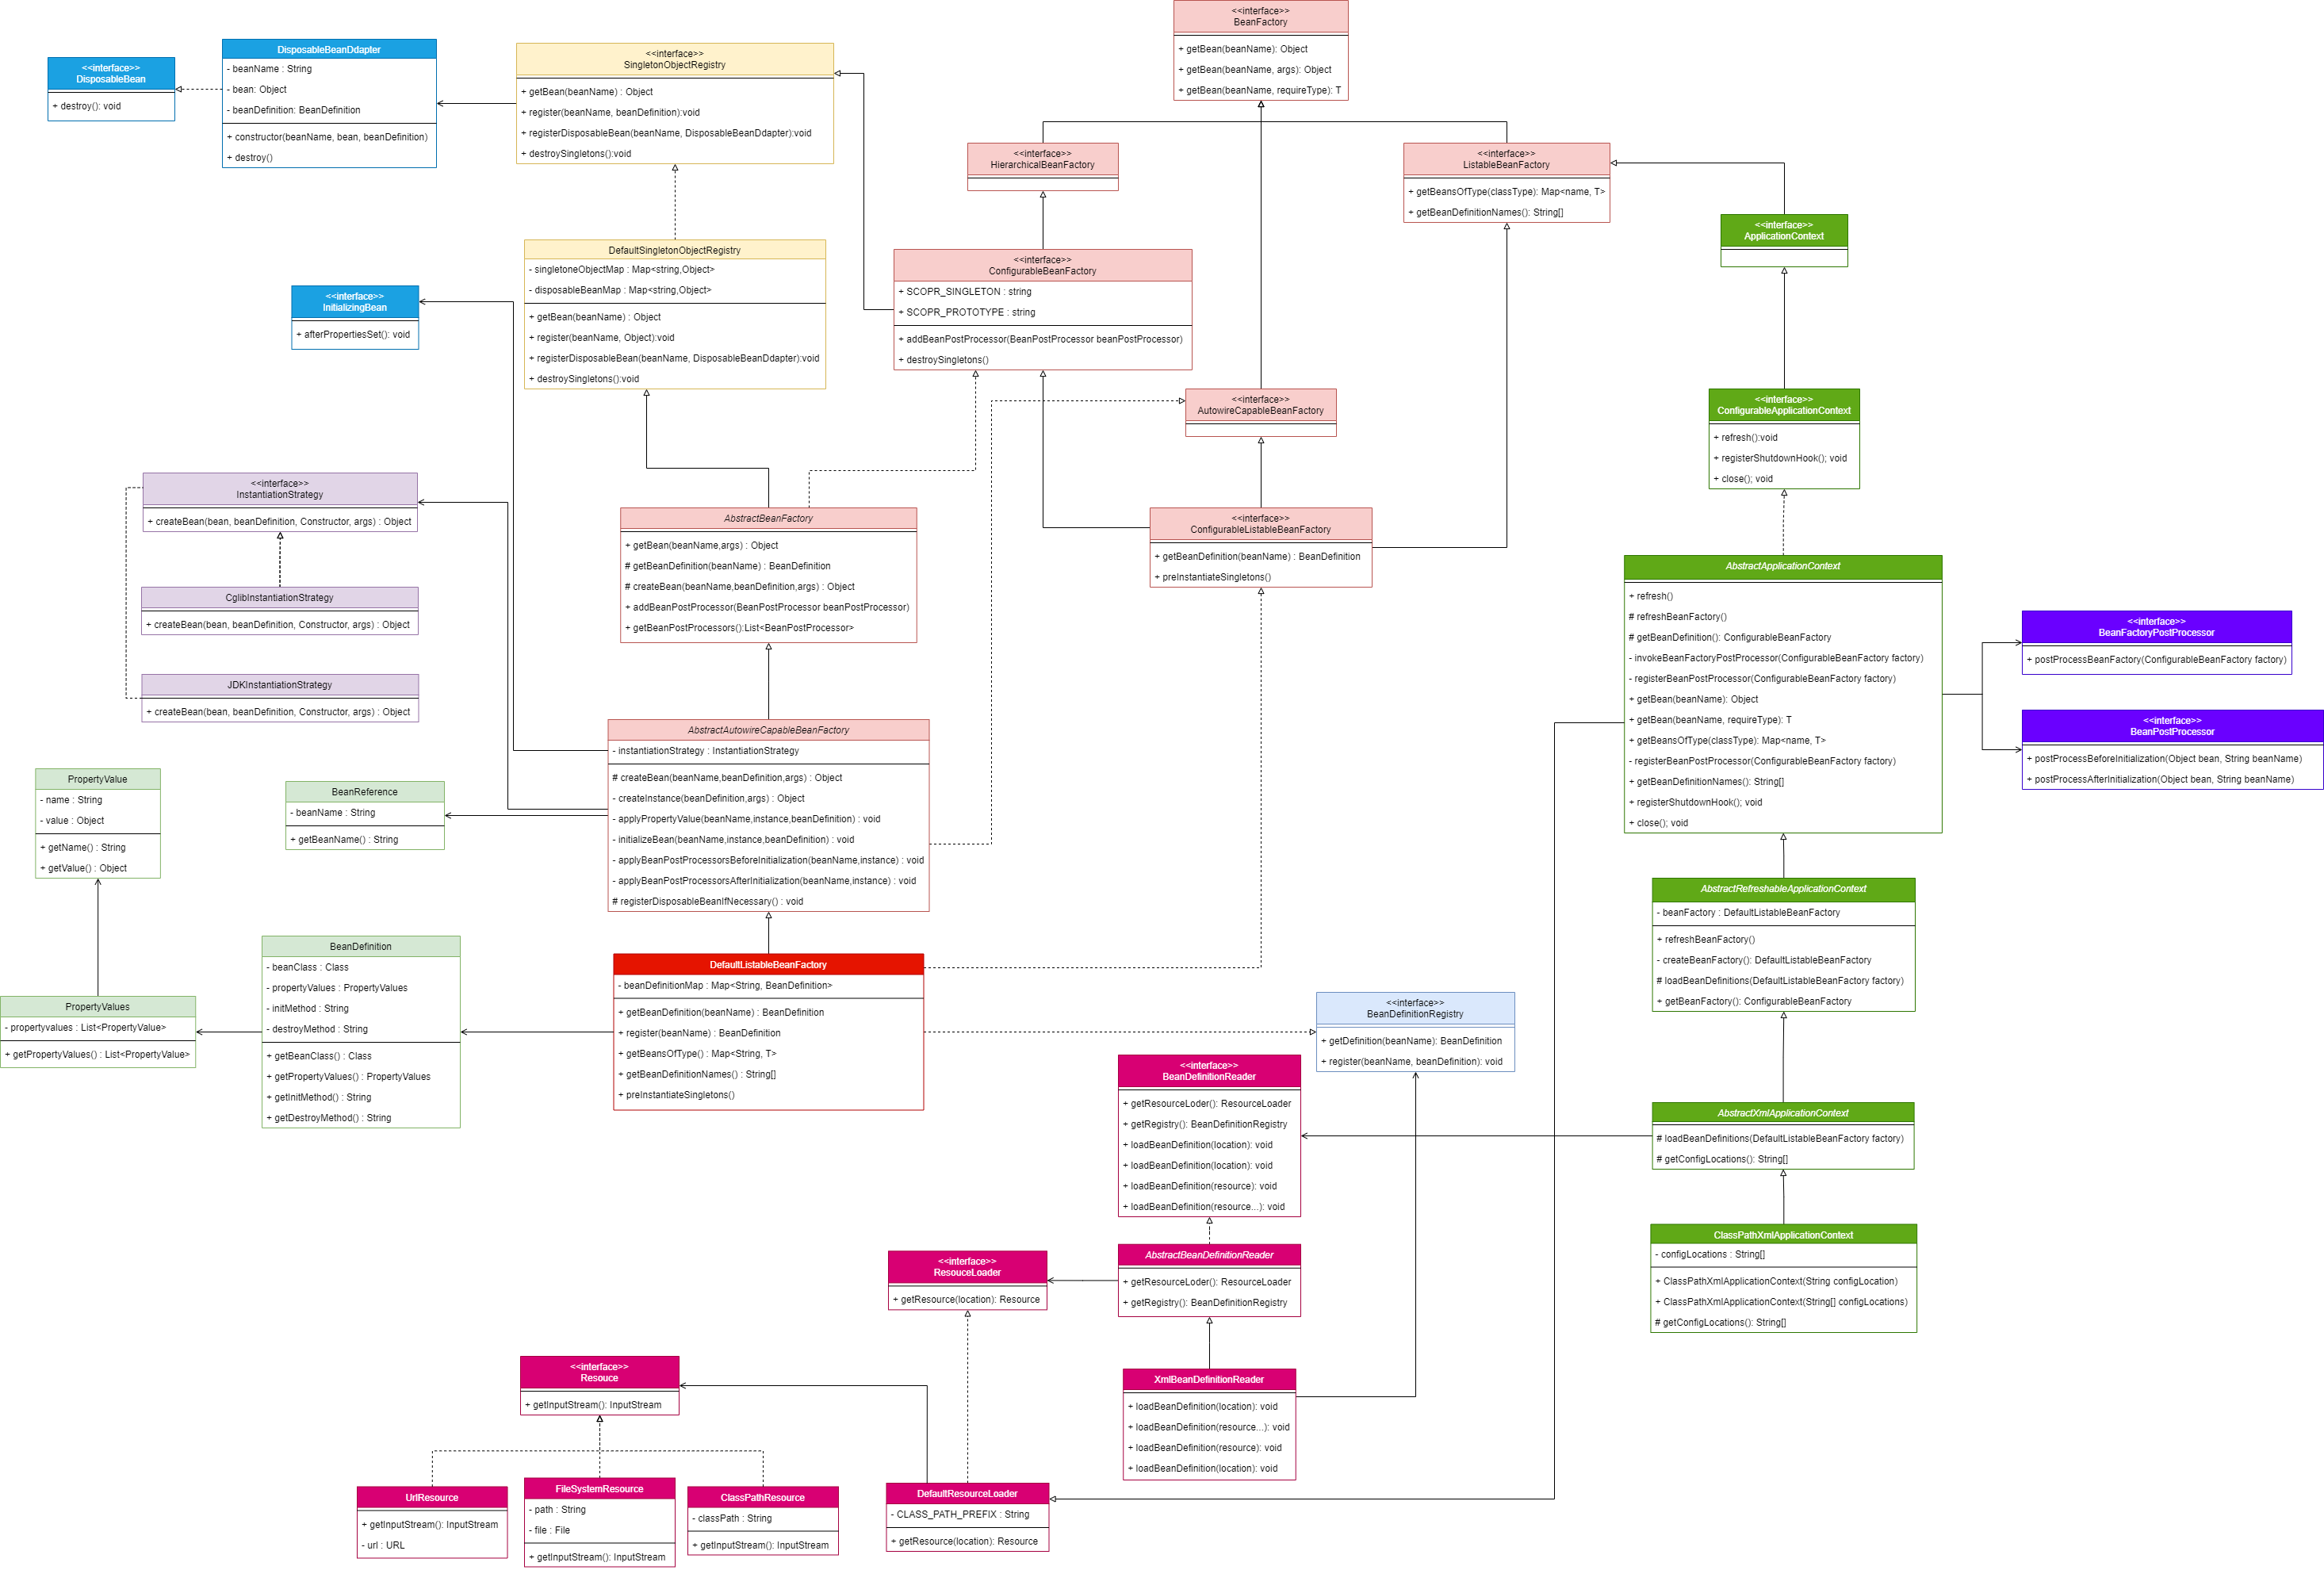 <<interface>>
BeanFactory
+ getBean(beanName): Object
+ getBean(beanName, args): Object
+ getBean(beanName, requireType): T
<<interface>>
DisposableBean
+ destroy(): void
DisposableBeanDdapter
- beanName : String
- bean: Object
- beanDefinition: BeanDefinition
+ constructor(beanName, bean, beanDefinition)
+ destroy()
<<interface>>
SingletonObjectRegistry
+ getBean(beanName) : Object
+ register(beanName, beanDefinition):void
+ registerDisposableBean(beanName, DisposableBeanDdapter):void
+ destroySingletons():void
<<interface>>
HierarchicalBeanFactory
<<interface>>
ListableBeanFactory
+ getBeansOfType(classType): Map<name, T>
+ getBeanDefinitionNames(): String[]
<<interface>>
ApplicationContext
DefaultSingletonObjectRegistry
- singletoneObjectMap : Map<string,Object>
- disposableBeanMap : Map<string,Object>
+ getBean(beanName) : Object
+ register(beanName, Object):void
+ registerDisposableBean(beanName, DisposableBeanDdapter):void
+ destroySingletons():void
<<interface>>
ConfigurableBeanFactory
+ SCOPR_SINGLETON : string
+ SCOPR_PROTOTYPE : string
+ addBeanPostProcessor(BeanPostProcessor beanPostProcessor)
+ destroySingletons()
<<interface>>
InitializingBean
+ afterPropertiesSet(): void
<<interface>>
AutowireCapableBeanFactory
<<interface>>
ConfigurableApplicationContext
+ refresh():void
+ registerShutdownHook(); void
+ close(); void
<<interface>>
InstantiationStrategy
+ createBean(bean, beanDefinition, Constructor, args) : Object
CglibInstantiationStrategy
+ createBean(bean, beanDefinition, Constructor, args) : Object
JDKInstantiationStrategy
+ createBean(bean, beanDefinition, Constructor, args) : Object
AbstractBeanFactory
+ getBean(beanName,args) : Object
# getBeanDefinition(beanName) : BeanDefinition
# createBean(beanName,beanDefinition,args) : Object
+ addBeanPostProcessor(BeanPostProcessor beanPostProcessor)
+ getBeanPostProcessors():List<BeanPostProcessor>
<<interface>>
ConfigurableListableBeanFactory
+ getBeanDefinition(beanName) : BeanDefinition
+ preInstantiateSingletons()
AbstractApplicationContext
+ refresh()
# refreshBeanFactory()
# getBeanDefinition(): ConfigurableBeanFactory
- invokeBeanFactoryPostProcessor(ConfigurableBeanFactory factory)
- registerBeanPostProcessor(ConfigurableBeanFactory factory)
+ getBean(beanName): Object
+ getBean(beanName, requireType): T
+ getBeansOfType(classType): Map<name, T>
- registerBeanPostProcessor(ConfigurableBeanFactory factory)
+ getBeanDefinitionNames(): String[]
+ registerShutdownHook(); void
+ close(); void
<<interface>>
BeanFactoryPostProcessor
+ postProcessBeanFactory(ConfigurableBeanFactory factory)
<<interface>>
BeanPostProcessor
+ postProcessBeforeInitialization(Object bean, String beanName)
+ postProcessAfterInitialization(Object bean, String beanName)
AbstractAutowireCapableBeanFactory
- instantiationStrategy : InstantiationStrategy
# createBean(beanName,beanDefinition,args) : Object
- createInstance(beanDefinition,args) : Object
- applyPropertyValue(beanName,instance,beanDefinition) : void
- initializeBean(beanName,instance,beanDefinition) : void
- applyBeanPostProcessorsBeforeInitialization(beanName,instance) : void
- applyBeanPostProcessorsAfterInitialization(beanName,instance) : void
# registerDisposableBeanIfNecessary() : void
PropertyValue
- name : String
- value : Object
+ getName() : String
+ getValue() : Object
BeanReference
- beanName : String
+ getBeanName() : String
AbstractRefreshableApplicationContext
- beanFactory : DefaultListableBeanFactory
+ refreshBeanFactory()
- createBeanFactory(): DefaultListableBeanFactory
# loadBeanDefinitions(DefaultListableBeanFactory factory)
+ getBeanFactory(): ConfigurableBeanFactory
PropertyValues
- propertyvalues : List<PropertyValue>
+ getPropertyValues() : List<PropertyValue>
BeanDefinition
- beanClass : Class
- propertyValues : PropertyValues
- initMethod : String
- destroyMethod : String
+ getBeanClass() : Class
+ getPropertyValues() : PropertyValues
+ getInitMethod() : String
+ getDestroyMethod() : String
DefaultListableBeanFactory
- beanDefinitionMap : Map<String, BeanDefinition>
+ getBeanDefinition(beanName) : BeanDefinition
+ register(beanName) : BeanDefinition
+ getBeansOfType() : Map<String, T>
+ getBeanDefinitionNames() : String[]
+ preInstantiateSingletons()
<<interface>>
BeanDefinitionRegistry
+ getDefinition(beanName): BeanDefinition
+ register(beanName, beanDefinition): void
<<interface>>
BeanDefinitionReader
+ getResourceLoder(): ResourceLoader
+ getRegistry(): BeanDefinitionRegistry
+ loadBeanDefinition(location): void
+ loadBeanDefinition(location): void
+ loadBeanDefinition(resource): void
+ loadBeanDefinition(resource...): void
AbstractXmlApplicationContext
# loadBeanDefinitions(DefaultListableBeanFactory factory)
# getConfigLocations(): String[]
ClassPathXmlApplicationContext
- configLocations : String[]
+ ClassPathXmlApplicationContext(String configLocation)
+ ClassPathXmlApplicationContext(String[] configLocations)
# getConfigLocations(): String[]
<<interface>>
ResouceLoader
+ getResource(location): Resource
AbstractBeanDefinitionReader
+ getResourceLoder(): ResourceLoader
+ getRegistry(): BeanDefinitionRegistry
<<interface>>
Resouce
+ getInputStream(): InputStream
XmlBeanDefinitionReader
+ loadBeanDefinition(location): void
+ loadBeanDefinition(resource...): void
+ loadBeanDefinition(resource): void
+ loadBeanDefinition(location): void
UrlResource
+ getInputStream(): InputStream
- url : URL
FileSystemResource
- path : String
- file : File
+ getInputStream(): InputStream
ClassPathResource
- classPath : String
+ getInputStream(): InputStream
DefaultResourceLoader
- CLASS_PATH_PREFIX : String
+ getResource(location): Resource